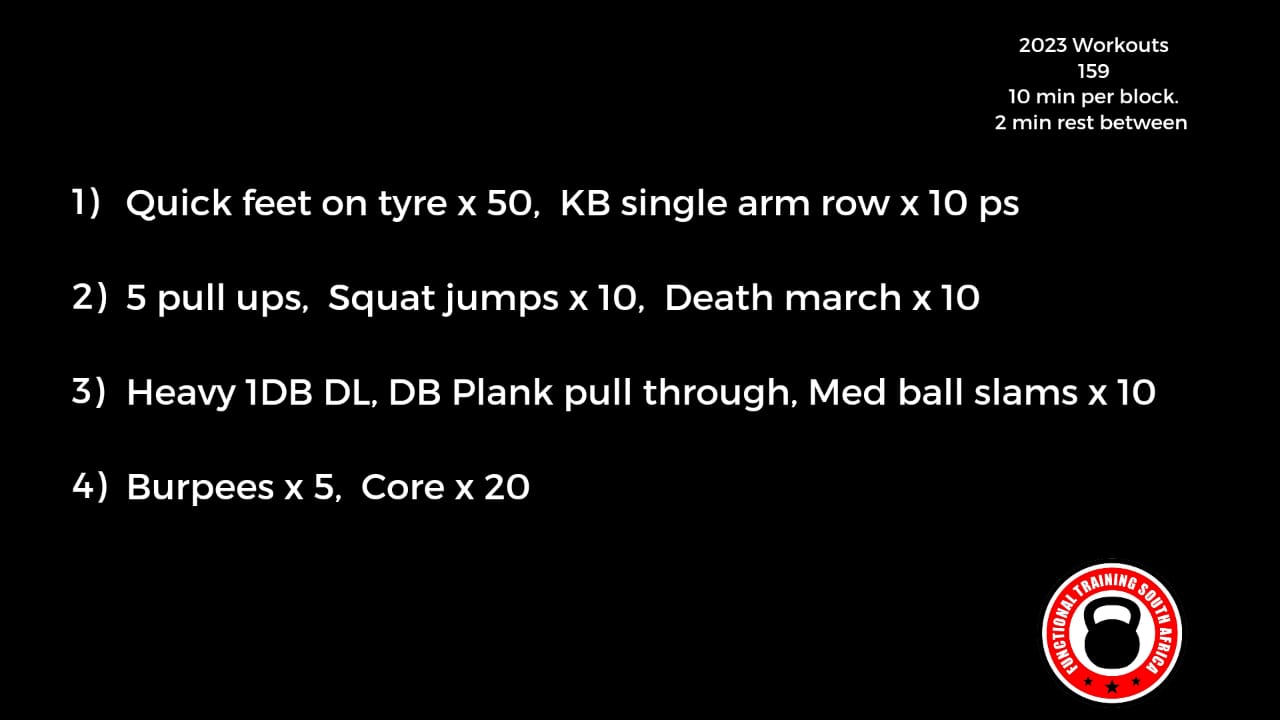 2023 Workouts
159
10 min per block.
2 min rest between
1) Quick feet on tyre x 50, KB single arm row x 10 ps
2) 5 pull ups, Squat jumps x 10, Death march x 10
3) Heavy 1DB DL, DB Plank pull through, Med ball slams x 10
4) Burpees x 5, Core x 20
FUNCTIONAL TRAINING SOUTH AFRICA